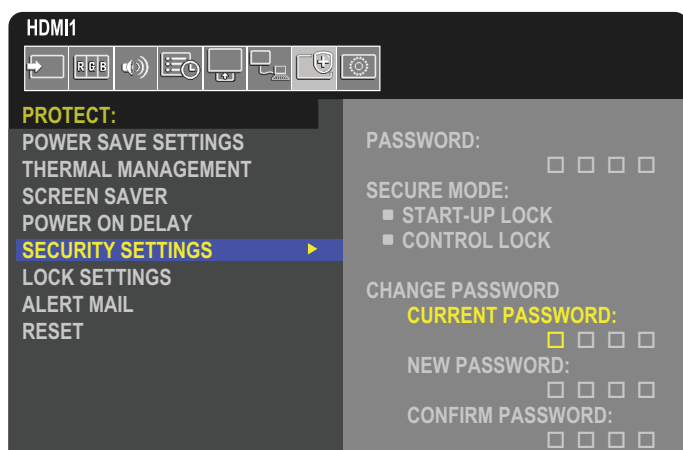 HDMI1
R G B
PROTECT:
POWER SAVE SETTINGS
THERMAL MANAGEMENT
SCREEN SAVER
POWER ON DELAY
SECURITY SETTINGS
LOCK SETTINGS
ALERT MAIL
RESET
PASSWORD:
SECURE MODE:
START-UP LOCK
CONTROL LOCK
CHANGE PASSWORD
CURRENT PASSWORD:
NEW PASSWORD:
CONFIRM PASSWORD: